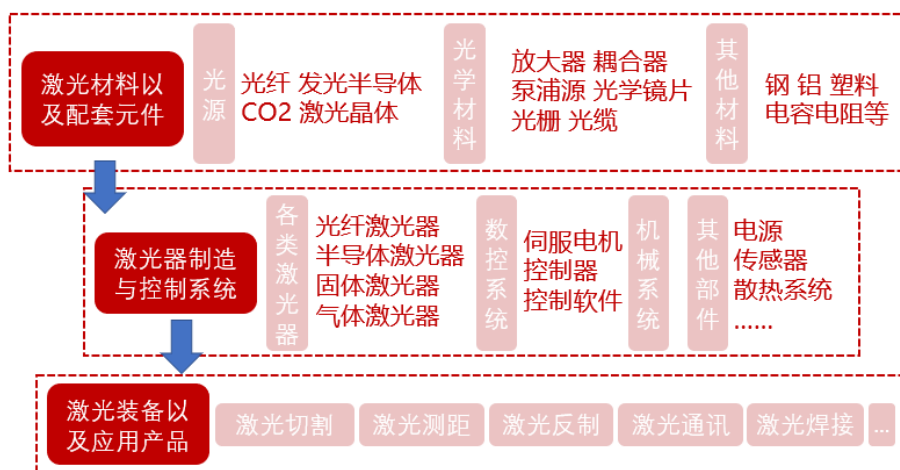 激光材料以
及配套元件
光源
光纤 发光半导体
CO2 激光晶体
光学材料
放大器 耦合器
泵浦源 光学镜片
光栅 光缆
其他材料
钢 铝 塑料
电容电阻等
激光器制造
与控制系统
各类激光器
光纤激光器
半导体激光器
固体激光器
气体激光器
数控系统
伺服电机
控制器
控制软件
机械系统
其他部件
电源
传感器
散热系统
......
激光装备以
及应用产品
激光切割
激光测距
激光反制
激光通讯
激光焊接
...